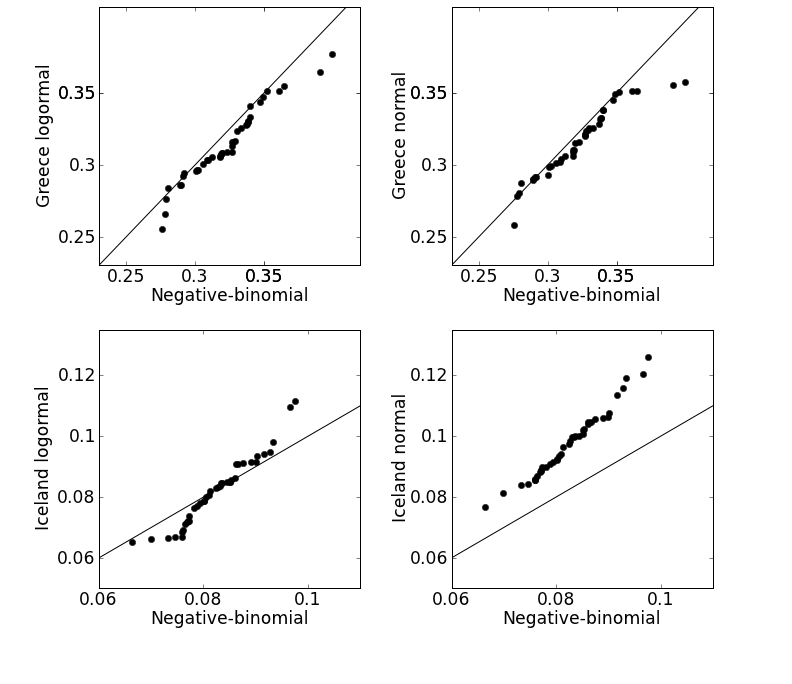 0.35
0.3
0.25
Greece logormal
0.25 0.3 0.35
Negative-binomial
0.35
0.3
0.25
Greece normal
0.25 0.3 0.35
Negative-binomial
0.12
0.1
0.08
0.06
Iceland logormal
0.06 0.08 0.1
Negative-binomial
0.12
0.1
0.08
0.06
Iceland normal
0.06 0.08 0.1
Negative-binomial